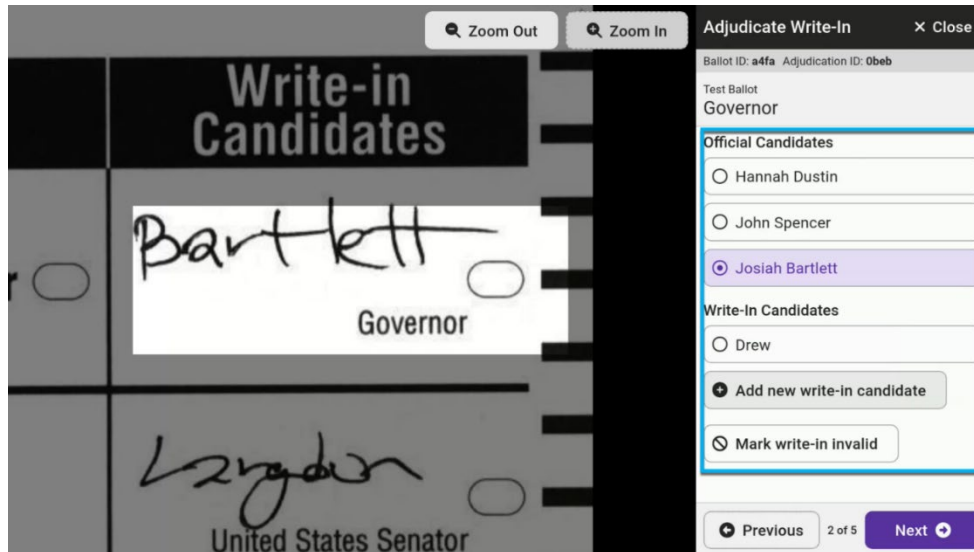 Zoom Out
Zoom In
Write-in
Candidates
Bartlett
Governor
Langdon
United States Senator
Adjudicate Write-In
Close
Ballot ID: a4fa Adjudication ID: 0beb
Test Ballot
Governor
Official Candidates
Hannah Dustin
John Spencer
Josiah Bartlett
Write-In Candidates
Drew
Add new write-in candidate
Mark write-in invalid
Previous
2 of 5
Next